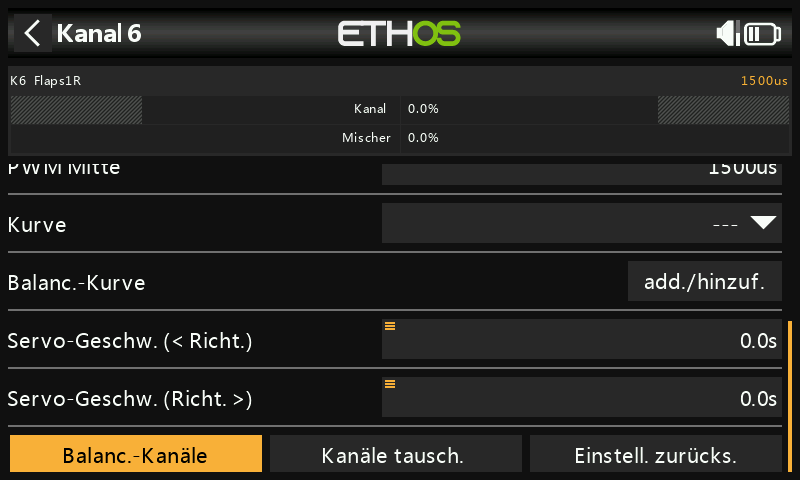 Kanal 6
ETHOS
K6 Flaps1R
1500us
Kanal 0.0%
Mischer 0.0%
PWM Mitte 1500us
Kurve ---
Balanc.-Kurve add./hinzuf.
Servo-Geschw. (< Richt.) 0.0s
Servo-Geschw. (Richt. >) 0.0s
Balanc.-Kanäle Kanäle tausch. Einstell. zurücks.